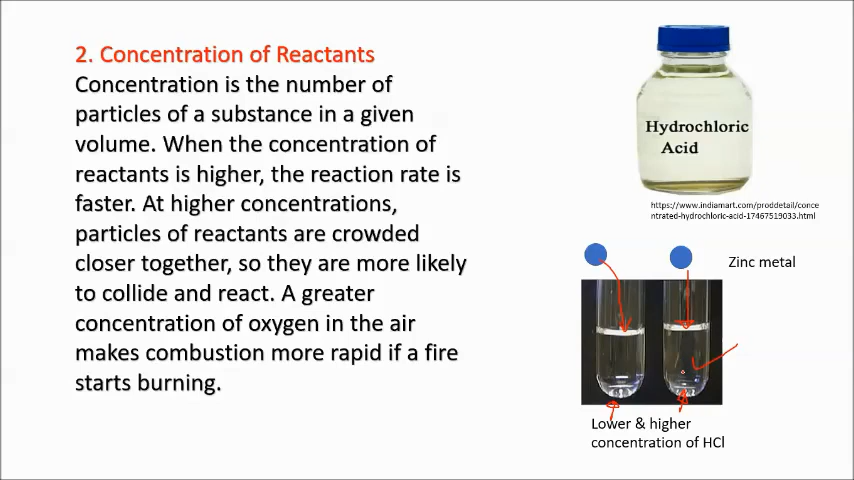 2. Concentration of Reactants
Concentration is the number of
particles of a substance in a given
volume. When the concentration of
reactants is higher, the reaction rate is
faster. At higher concentrations,
particles of reactants are crowded
closer together, so they are more likely
to collide and react. A greater
concentration of oxygen in the air
makes combustion more rapid if a fire
starts burning.
Hydrochloric
Acid
https://www.indiamart.com/proddetail/conce
ntrated-hydrochloric-acid-17467519033.html
Zinc metal
Lower & higher
concentration of HCl